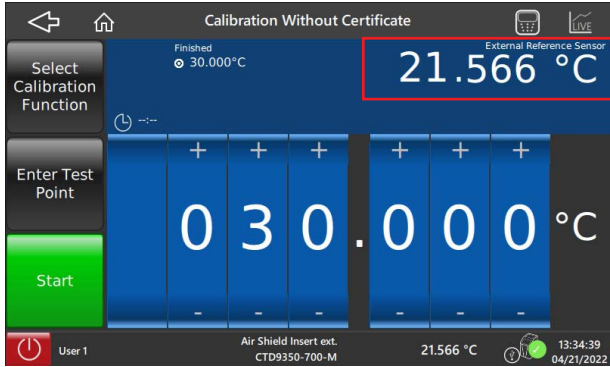 Calibration Without Certificate
LIVE
Select
Calibration
Function
Finished
30.000°C
--:--
External Reference Sensor
21.566 °C
Enter Test
Point
+ + + + + +
0 3 0 . 0 0 0 °C
- - - - - -
Start
User 1
Air Shield Insert ext.
CTD9350-700-M
21.566 °C
13:34:39
04/21/2022